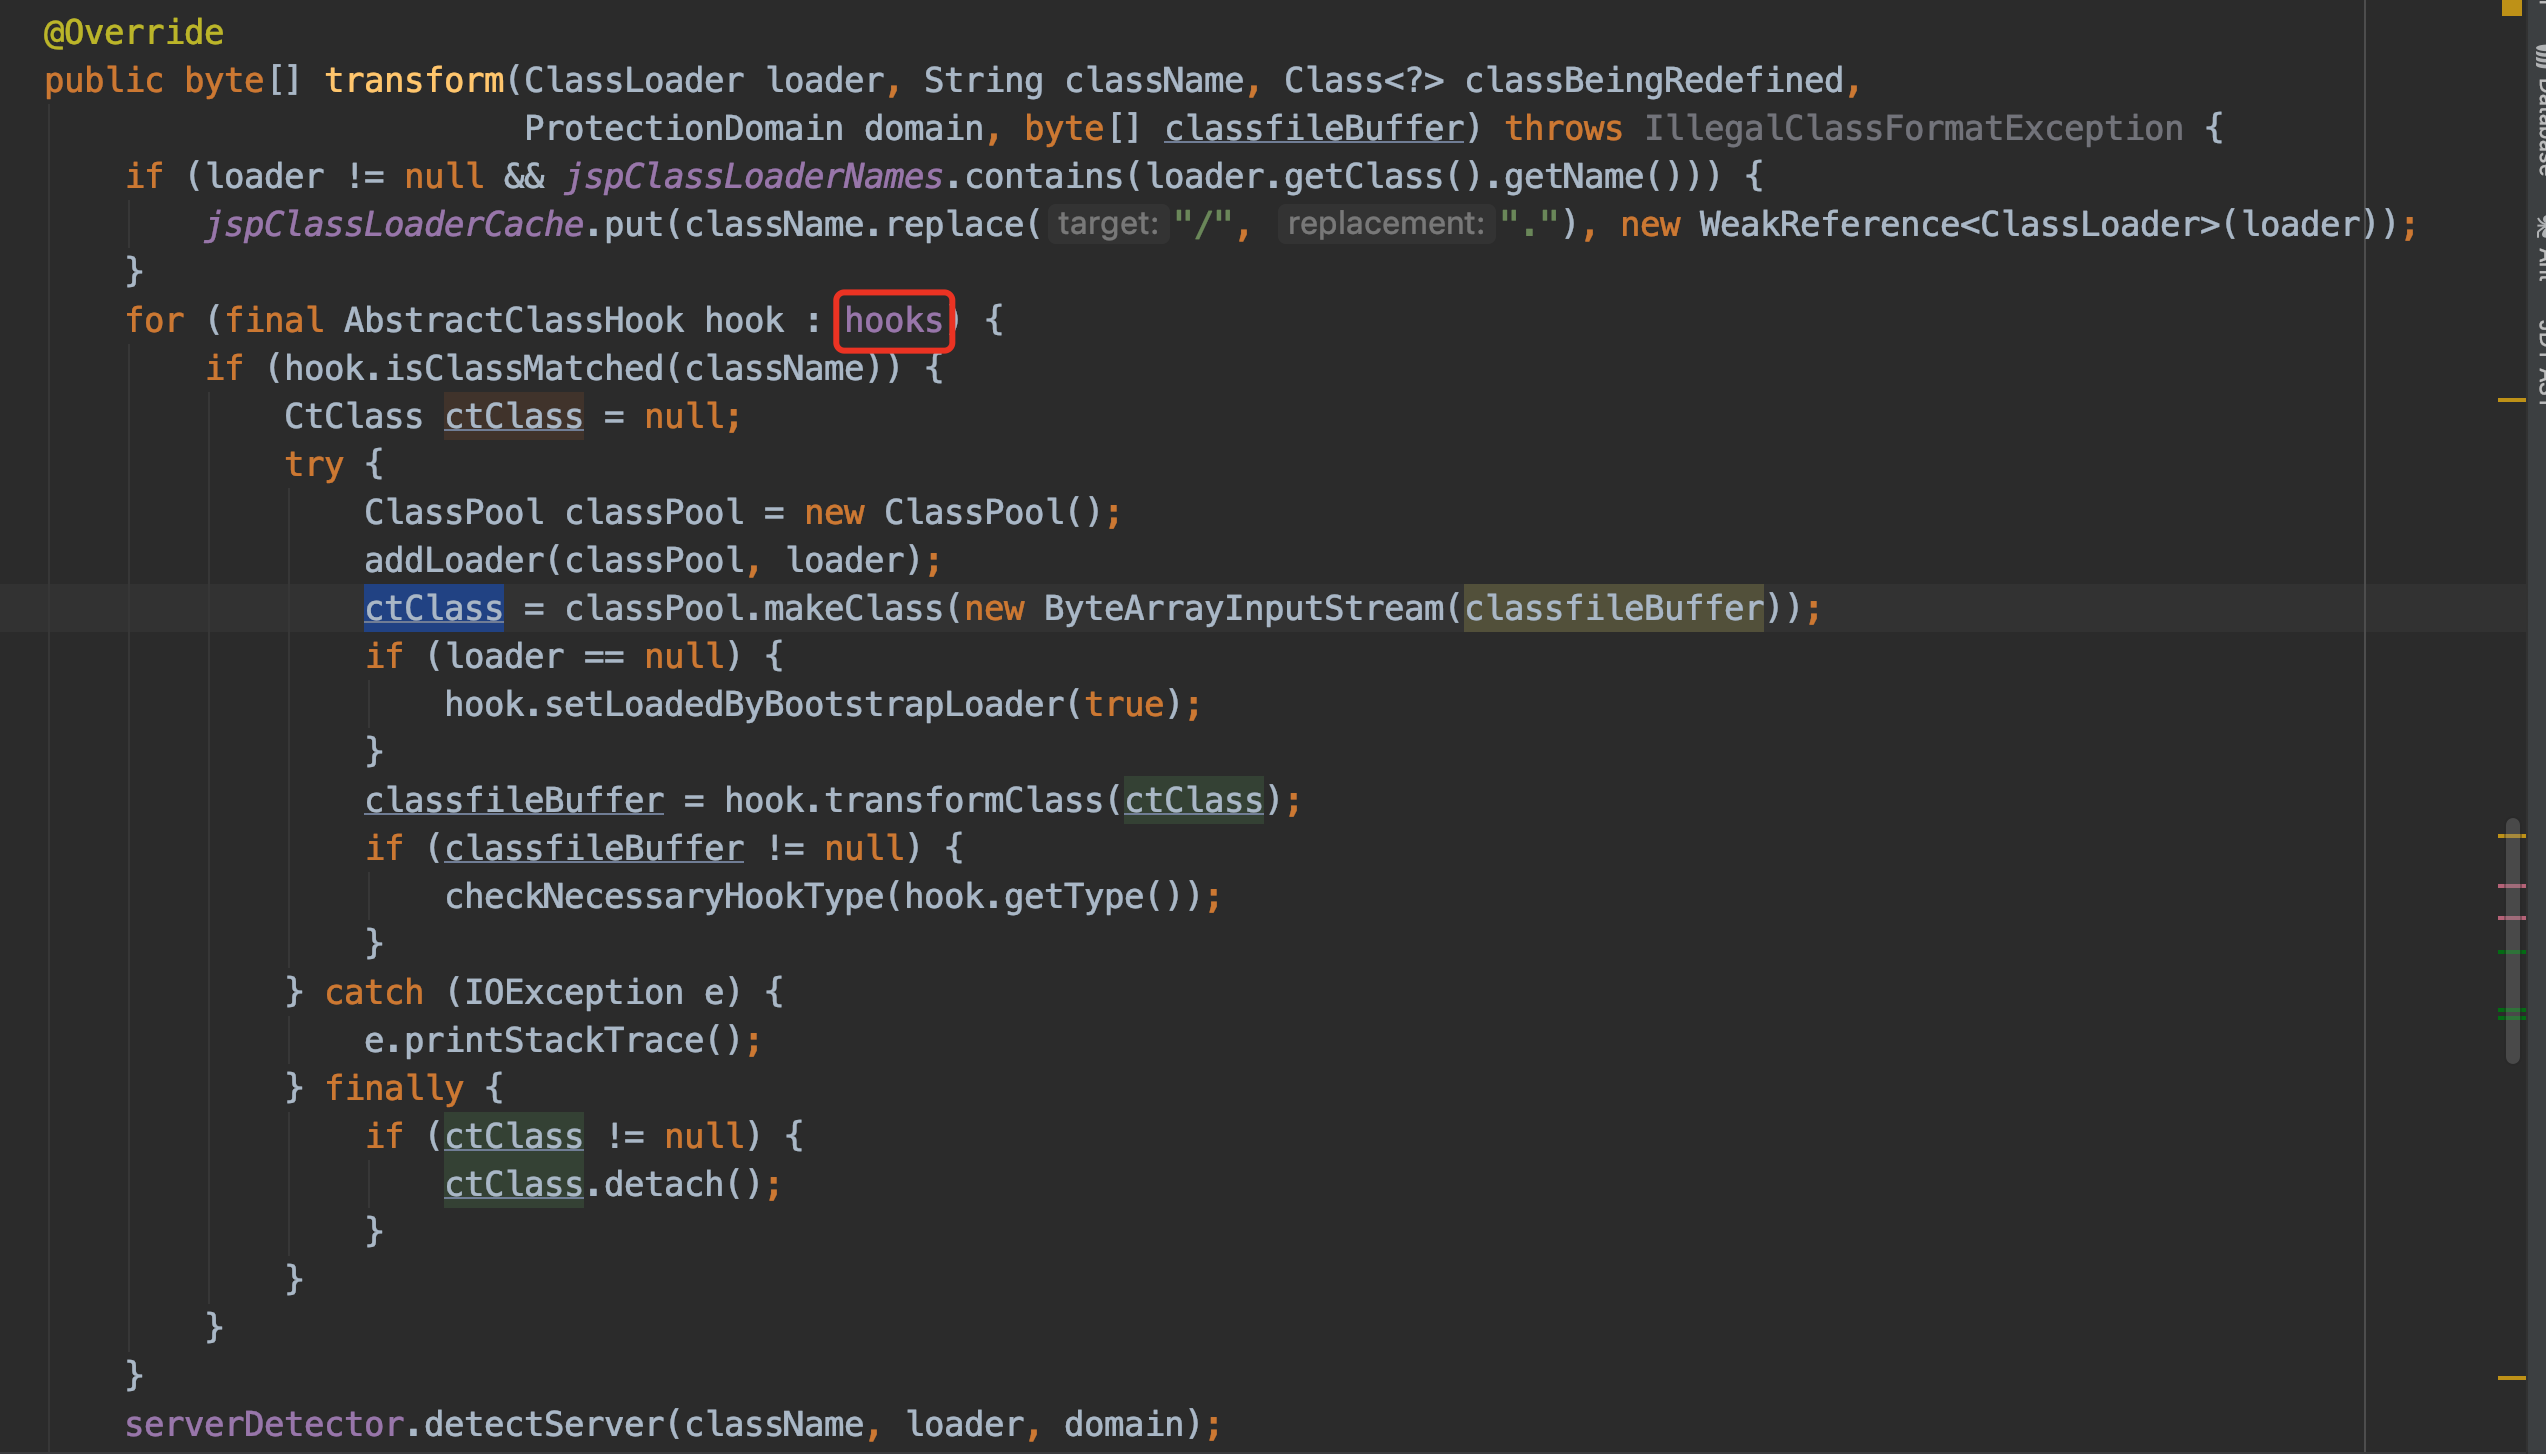 @Override
public byte[] transform(ClassLoader loader, String className, Class<?> classBeingRedefined,
ProtectionDomain domain, byte[] classfileBuffer) throws IllegalClassFormatException {
if (loader != null && jspClassLoaderNames.contains(loader.getClass().getName())) {
jspClassLoaderCache.put(className.replace( target: "/", replacement: "."), new WeakReference<ClassLoader>(loader));
}
for (final AbstractClassHook hook : hooks) {
if (hook.isClassMatched(className)) {
CtClass ctClass = null;
try {
ClassPool classPool = new ClassPool();
addLoader(classPool, loader);
ctClass = classPool.makeClass(new ByteArrayInputStream(classfileBuffer));
if (loader == null) {
hook.setLoadedByBootstrapLoader(true);
}
classfileBuffer = hook.transformClass(ctClass);
if (classfileBuffer != null) {
checkNecessaryHookType(hook.getType());
}
} catch (IOException e) {
e.printStackTrace();
} finally {
if (ctClass != null) {
ctClass.detach();
}
}
}
}
serverDetector.detectServer(className, loader, domain);